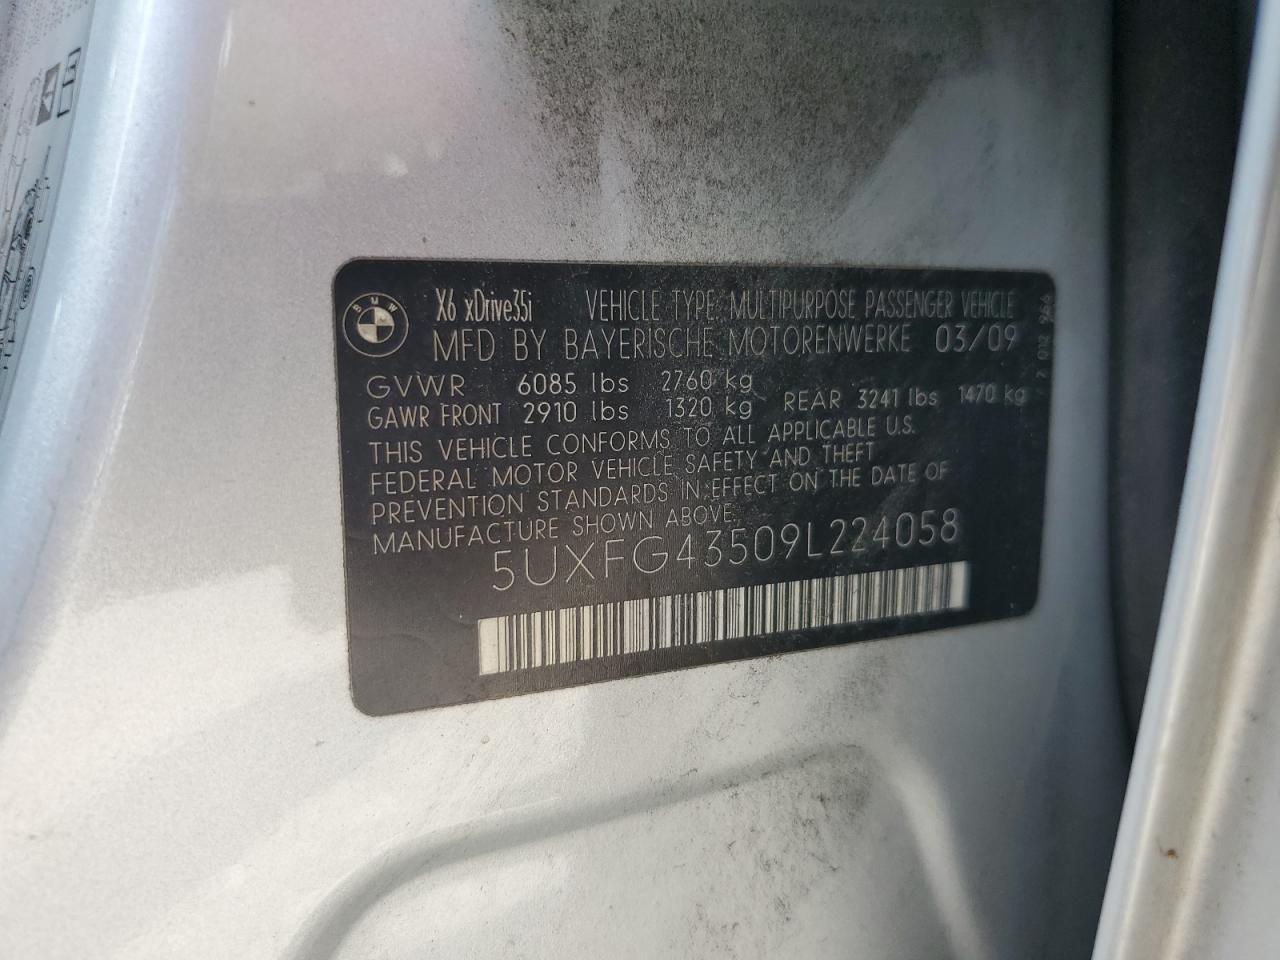 BMW
X6 xDrive35i VEHICLE TYPE: MULTIPURPOSE PASSENGER VEHICLE
MFD BY BAYERISCHE MOTORENWERKE 03/09
GVWR 6085 lbs 2760 kg
GAWR FRONT 2910 lbs 1320 kg REAR 3241 lbs 1470 kg
THIS VEHICLE CONFORMS TO ALL APPLICABLE U.S.
FEDERAL MOTOR VEHICLE SAFETY AND THEFT
PREVENTION STANDARDS IN EFFECT ON THE DATE OF
MANUFACTURE SHOWN ABOVE.
5UXFG43509L224058